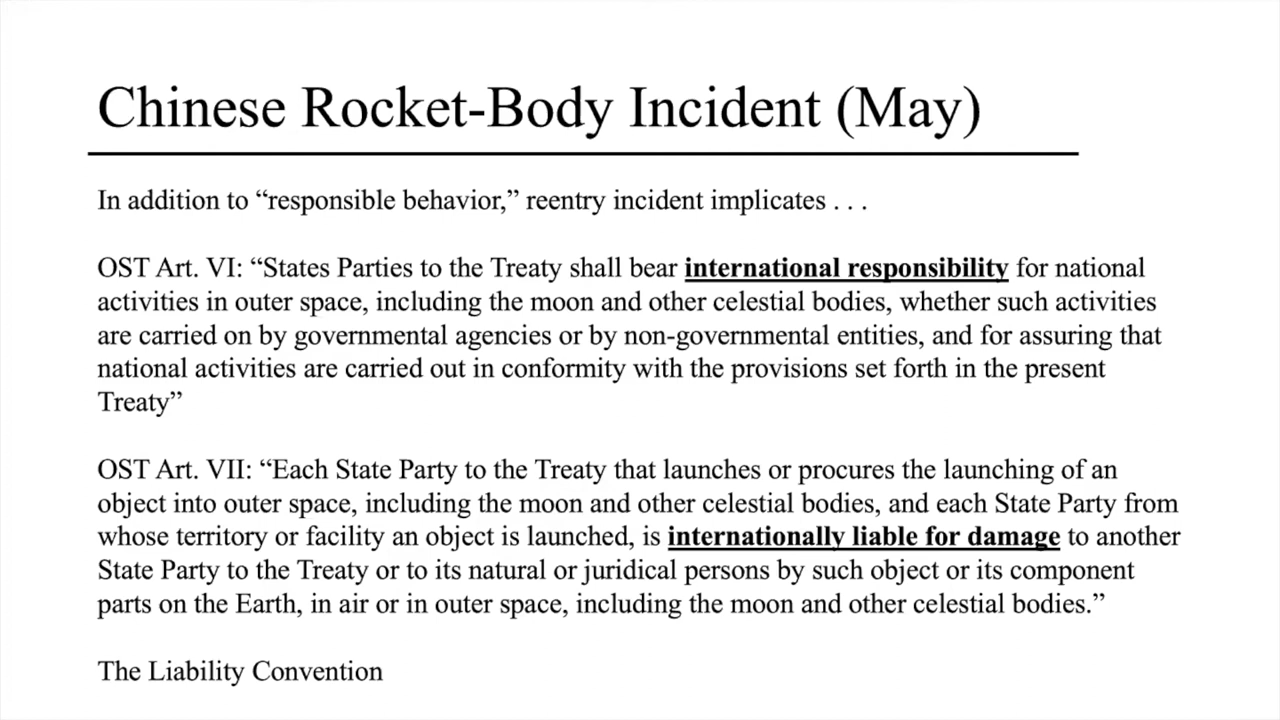 Chinese Rocket-Body Incident (May)
In addition to “responsible behavior,” reentry incident implicates . . .
OST Art. VI: “States Parties to the Treaty shall bear international responsibility for national
activities in outer space, including the moon and other celestial bodies, whether such activities
are carried on by governmental agencies or by non-governmental entities, and for assuring that
national activities are carried out in conformity with the provisions set forth in the present
Treaty”
OST Art. VII: “Each State Party to the Treaty that launches or procures the launching of an
object into outer space, including the moon and other celestial bodies, and each State Party from
whose territory or facility an object is launched, is internationally liable for damage to another
State Party to the Treaty or to its natural or juridical persons by such object or its component
parts on the Earth, in air or in outer space, including the moon and other celestial bodies.”
The Liability Convention